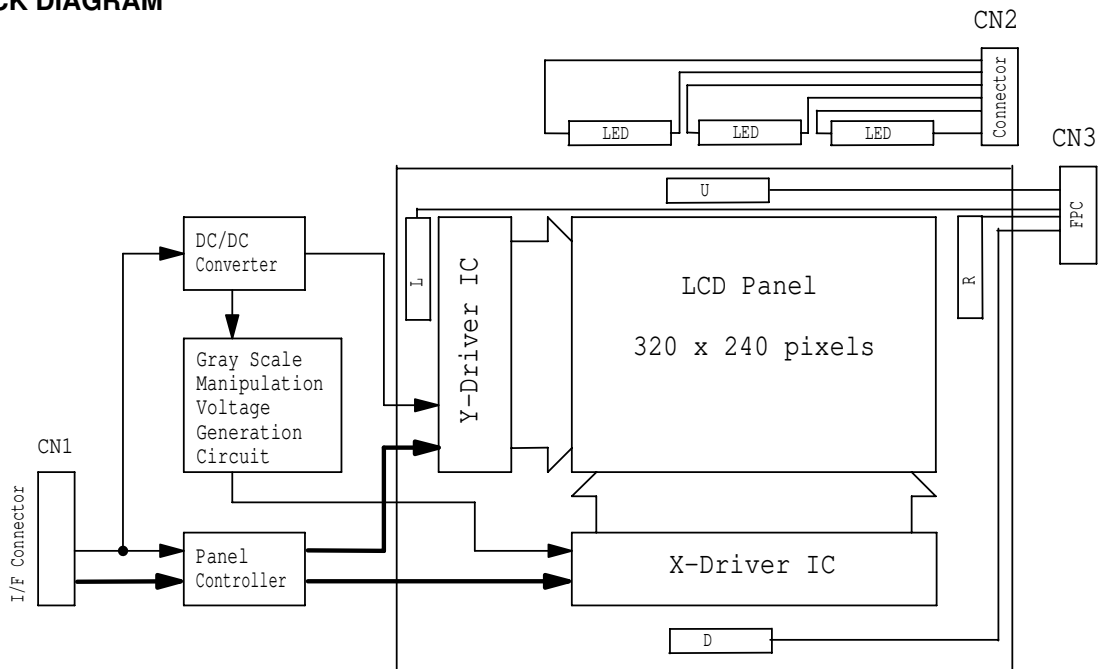 CK DIAGRAM
CN2
Connector
LED
LED
LED
CN3
FPC
U
L
R
DC/DC
Converter
Y-Driver IC
LCD Panel
320 x 240 pixels
Gray Scale
Manipulation
Voltage
Generation
Circuit
CN1
I/F Connector
Panel
Controller
X-Driver IC
D